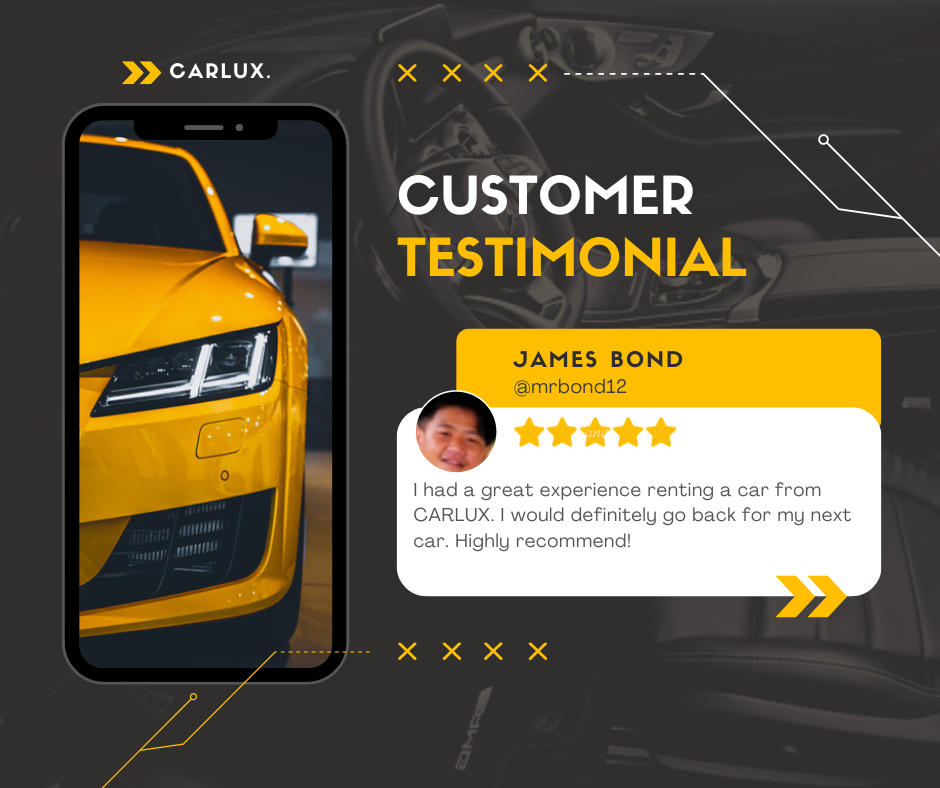 CARLUX.
CUSTOMER
TESTIMONIAL
JAMES BOND
@mrbond12
I had a great experience renting a car from
CARLUX. I would definitely go back for my next
car. Highly recommend!
AMG